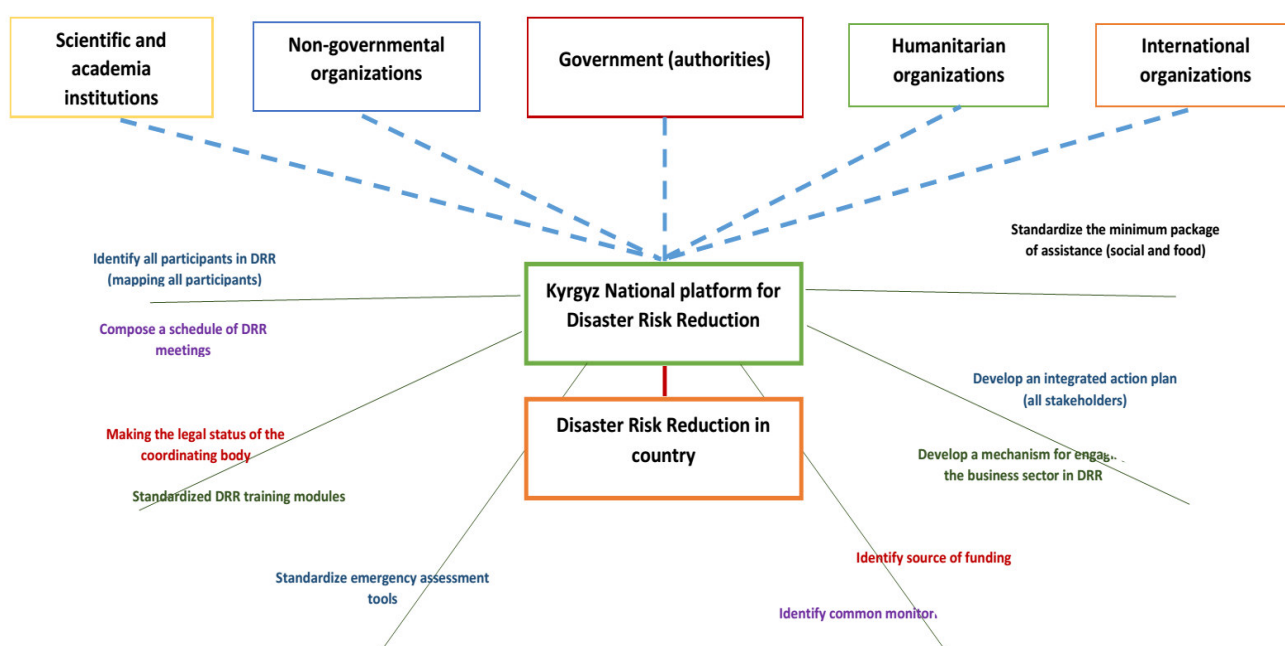 Scientific and
academia
institutions
Non-governmental
organizations
Government (authorities)
Humanitarian
organizations
International
organizations
Standardize the minimum package
of assistance (social and food)
Identify all participants in DRR
(mapping all participants)
Kyrgyz National platform for
Disaster Risk Reduction
Compose a schedule of DRR
meetings
Develop an integrated action plan
(all stakeholders)
Disaster Risk Reduction in
country
Making the legal status of the
coordinating body
Develop a mechanism for
the business sector in DRR
Standardized DRR training modules
Identify source of funding
Standardize emergency assessment
tools
Identify common